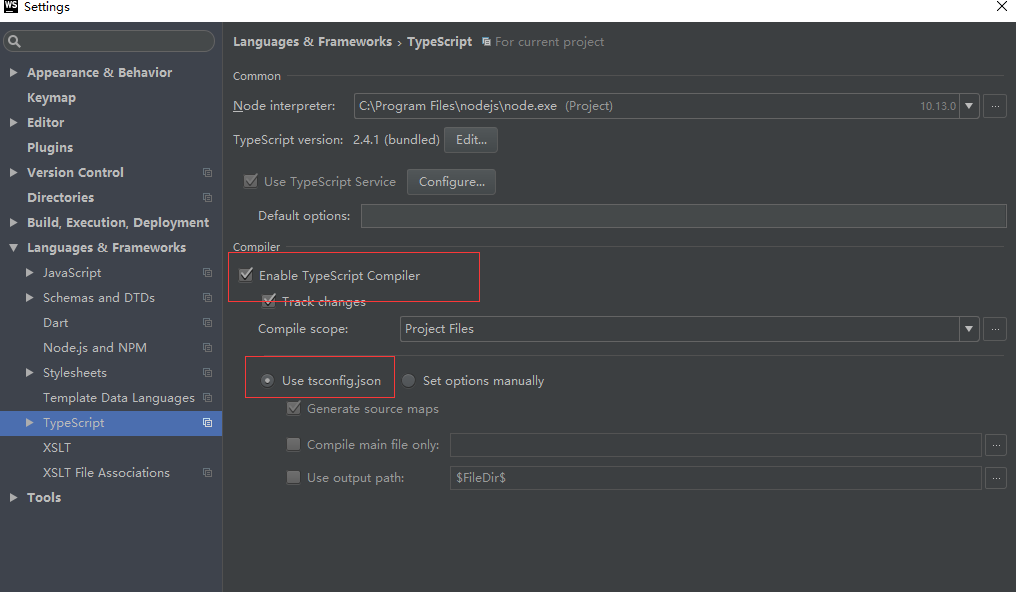 WS Settings
Appearance & Behavior
Keymap
Editor
Plugins
Version Control
Directories
Build, Execution, Deployment
Languages & Frameworks
JavaScript
Schemas and DTDs
Dart
Node.js and NPM
Stylesheets
Template Data Languages
TypeScript
XSLT
XSLT File Associations
Tools
Languages & Frameworks › TypeScript For current project
Common
Node interpreter: C:\Program Files\nodejs\node.exe (Project) 10.13.0 ...
TypeScript version: 2.4.1 (bundled) Edit...
Use TypeScript Service Configure...
Default options:
Compiler
Enable TypeScript Compiler
Track changes
Compile scope: Project Files ...
Use tsconfig.json Set options manually
Generate source maps
Compile main file only: ...
Use output path: $FileDir$ ...